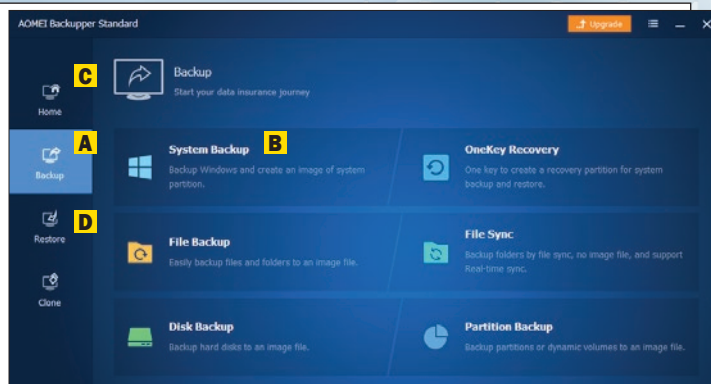 AOMEI Backupper Standard
Upgrade
C
Backup
Start your data insurance journey
Home
A
Backup
System Backup
B
Backup Windows and create an image of system
partition.
OneKey Recovery
One key to create a recovery partition for system
backup and restore.
D
Restore
File Backup
Easily backup files and folders to an image file.
File Sync
Backup folders by file sync, no image file, and support
Real-time sync.
Clone
Disk Backup
Backup hard disks to an image file.
Partition Backup
Backup partitions or dynamic volumes to an image file.